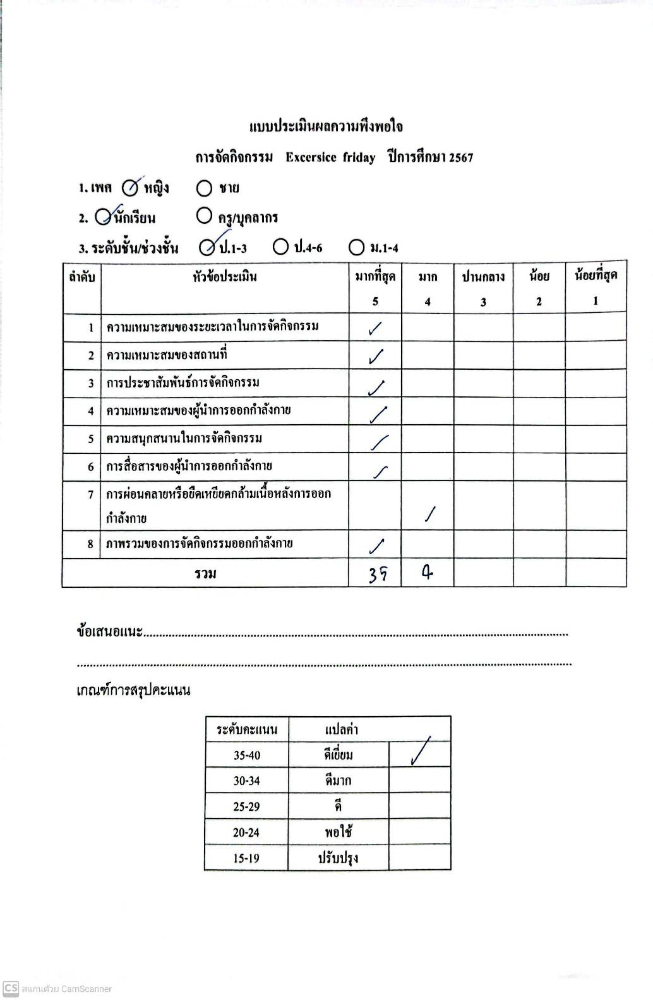 แบบประเมินผลความพึงพอใจ
การจัดกิจกรรม Excersice friday ปีการศึกษา 2567
1. เพศ หญิง ชาย
2. นักเรียน ครู/บุคลากร
3. ระดับชั้น/ช่วงชั้น ป.1-3 ป.4-6 ม.1-4
ลำดับ หัวข้อประเมิน มากที่สุด มาก ปานกลาง น้อย น้อยที่สุด
5 4 3 2 1
1 ความเหมาะสมของระยะเวลาในการจัดกิจกรรม ✓
2 ความเหมาะสมของสถานที่ ✓
3 การประชาสัมพันธ์การจัดกิจกรรม ✓
4 ความเหมาะสมของผู้นำการออกกำลังกาย ✓
5 ความสนุกสนานในการจัดกิจกรรม ✓
6 การสื่อสารของผู้นำการออกกำลังกาย ✓
7 การผ่อนคลายหรือยืดเหยียดกล้ามเนื้อหลังการออก
กำลังกาย ✓
8 ภาพรวมของการจัดกิจกรรมออกกำลังกาย ✓
รวม 35 4
ข้อเสนอแนะ
เกณฑ์การสรุปคะแนน
ระดับคะแนน แปลค่า
35-40 ดีเยี่ยม ✓
30-34 ดีมาก
25-29 ดี
20-24 พอใช้
15-19 ปรับปรุง
CS สแกนด้วย CamScanner